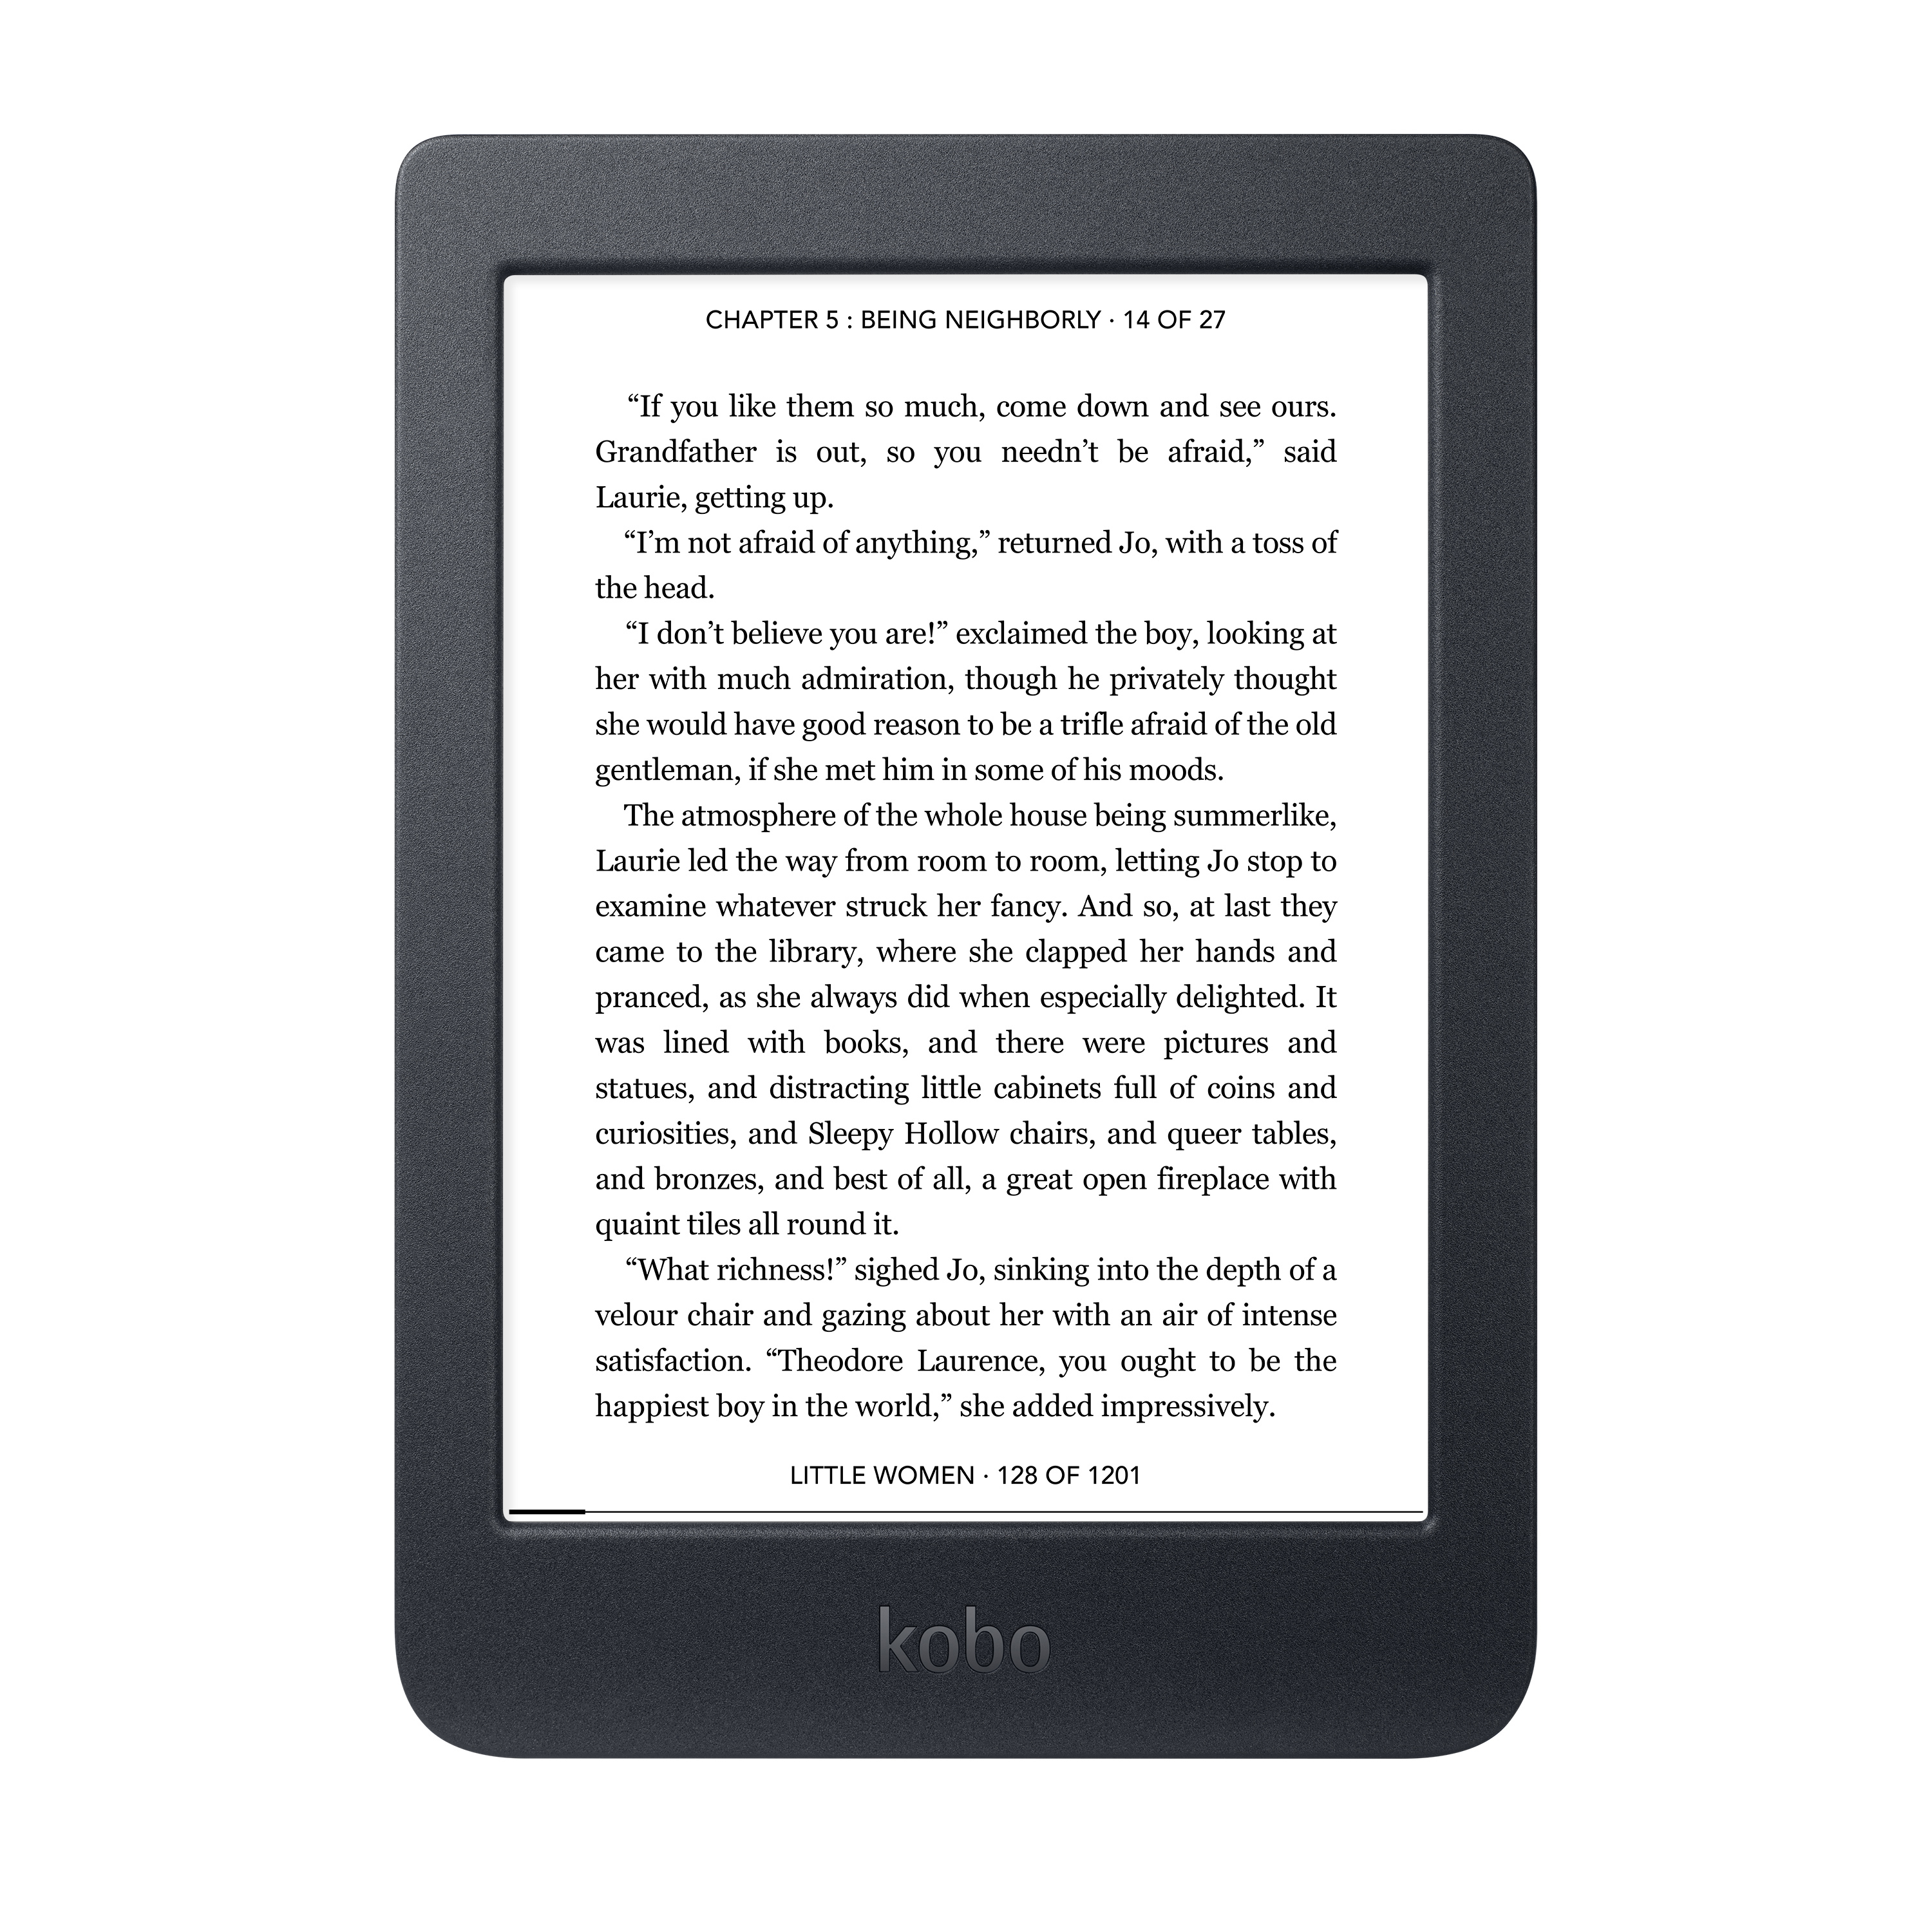 CHAPTER 5 : BEING NEIGHBORLY · 14 OF 27
“If you like them so much, come down and see ours.
Grandfather is out, so you needn’t be afraid,” said
Laurie, getting up.
“I’m not afraid of anything,” returned Jo, with a toss of
the head.
“I don’t believe you are!” exclaimed the boy, looking at
her with much admiration, though he privately thought
she would have good reason to be a trifle afraid of the old
gentleman, if she met him in some of his moods.
The atmosphere of the whole house being summerlike,
Laurie led the way from room to room, letting Jo stop to
examine whatever struck her fancy. And so, at last they
came to the library, where she clapped her hands and
pranced, as she always did when especially delighted. It
was lined with books, and there were pictures and
statues, and distracting little cabinets full of coins and
curiosities, and Sleepy Hollow chairs, and queer tables,
and bronzes, and best of all, a great open fireplace with
quaint tiles all round it.
“What richness!” sighed Jo, sinking into the depth of a
velour chair and gazing about her with an air of intense
satisfaction. “Theodore Laurence, you ought to be the
happiest boy in the world,” she added impressively.
LITTLE WOMEN · 128 OF 1201
kobo